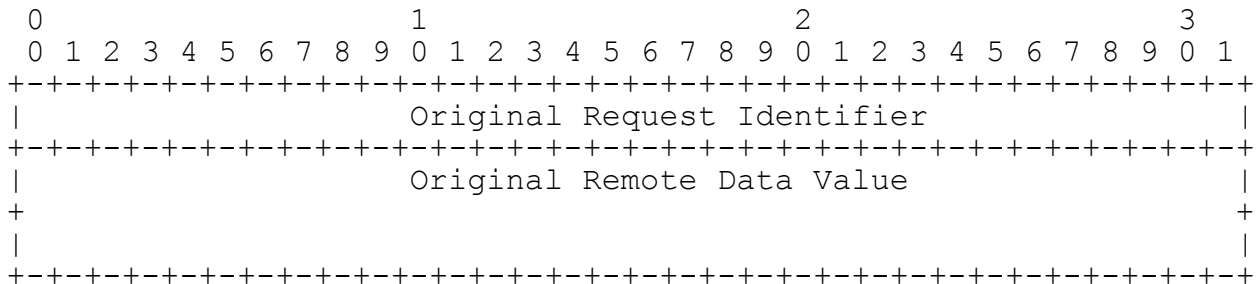 0                   1                   2                   3
 0 1 2 3 4 5 6 7 8 9 0 1 2 3 4 5 6 7 8 9 0 1 2 3 4 5 6 7 8 9 0 1
+-+-+-+-+-+-+-+-+-+-+-+-+-+-+-+-+-+-+-+-+-+-+-+-+-+-+-+-+-+-+-+-+
|                    Original Request Identifier                |
+-+-+-+-+-+-+-+-+-+-+-+-+-+-+-+-+-+-+-+-+-+-+-+-+-+-+-+-+-+-+-+-+
|                    Original Remote Data Value                 |
+                                                               +
|                                                               |
+-+-+-+-+-+-+-+-+-+-+-+-+-+-+-+-+-+-+-+-+-+-+-+-+-+-+-+-+-+-+-+-+